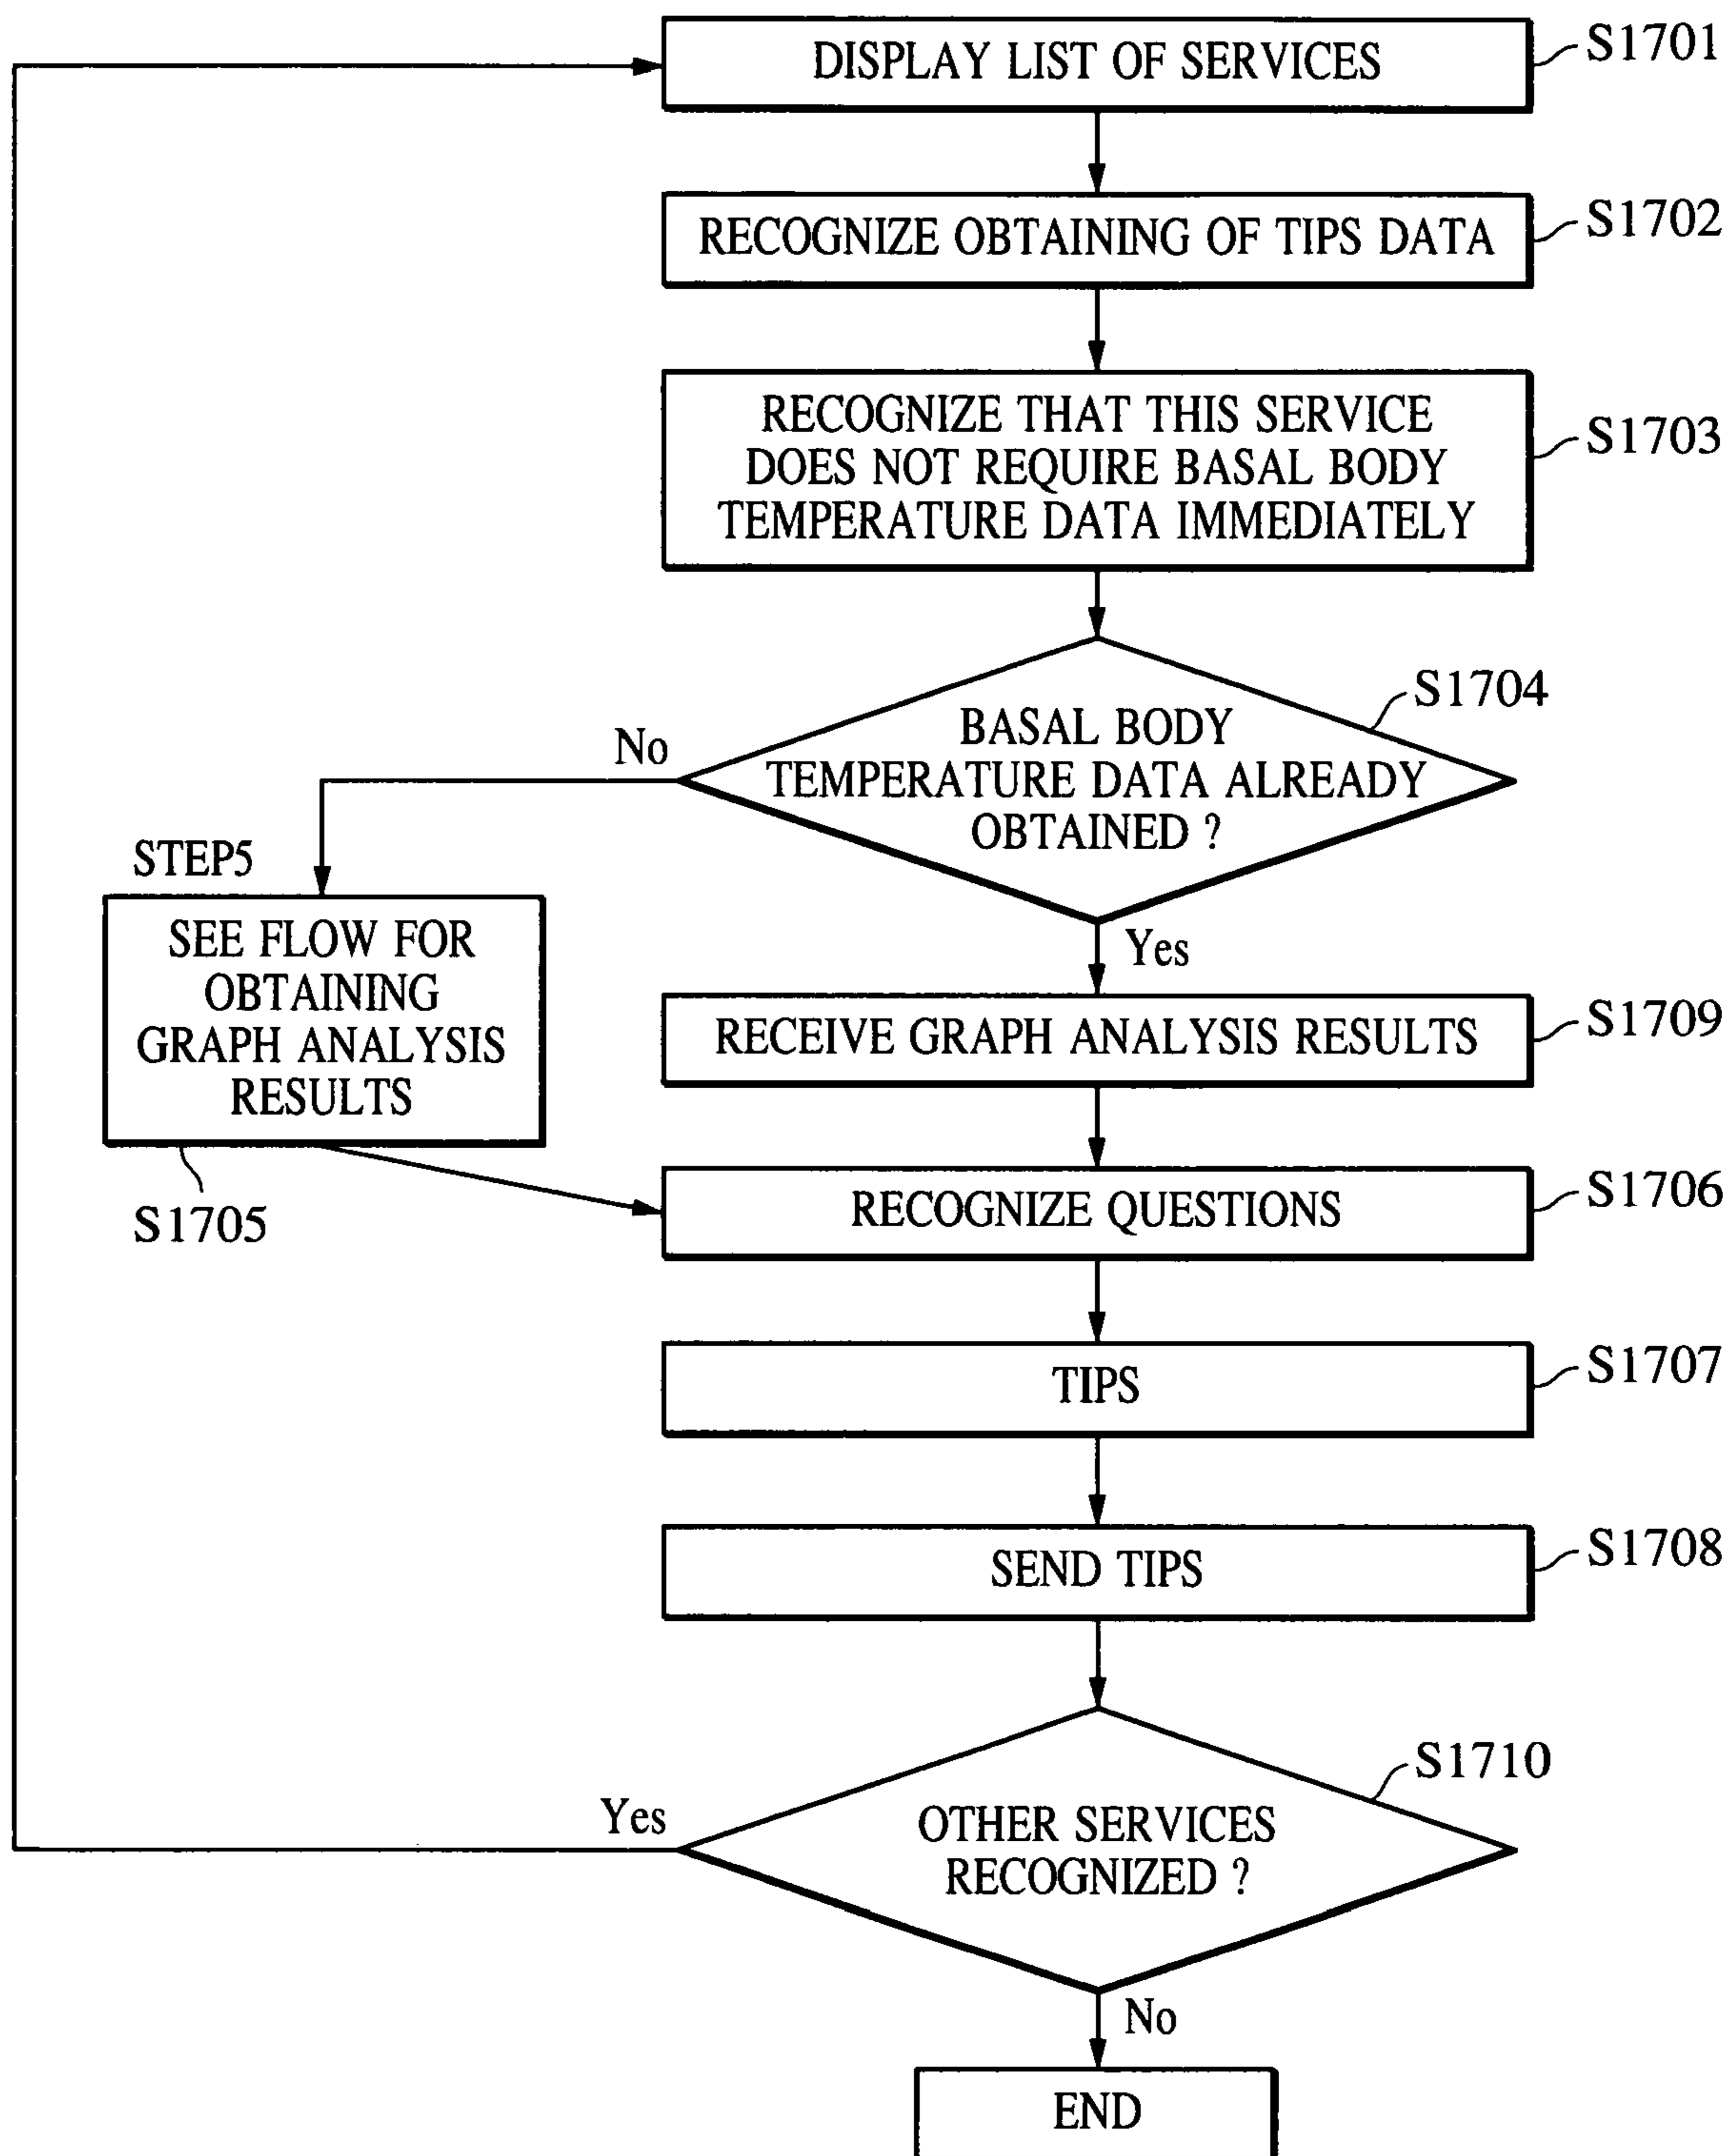 DISPLAY LIST OF SERVICES
S1701
RECOGNIZE OBTAINING OF TIPS DATA
S1702
RECOGNIZE THAT THIS SERVICE
DOES NOT REQUIRE BASAL BODY
TEMPERATURE DATA IMMEDIATELY
S1703
S1704
BASAL BODY
TEMPERATURE DATA ALREADY
OBTAINED ?
No
Yes
STEP5
SEE FLOW FOR
OBTAINING
GRAPH ANALYSIS
RESULTS
S1705
RECEIVE GRAPH ANALYSIS RESULTS
S1709
RECOGNIZE QUESTIONS
S1706
TIPS
S1707
SEND TIPS
S1708
S1710
OTHER SERVICES
RECOGNIZED ?
Yes
No
END